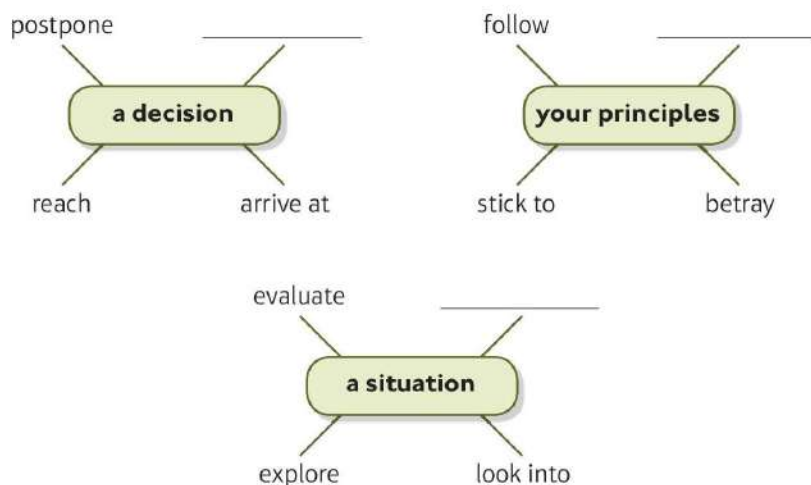 postpone
a decision
reach
arrive at
follow
your principles
stick to
betray
evaluate
a situation
explore
look into